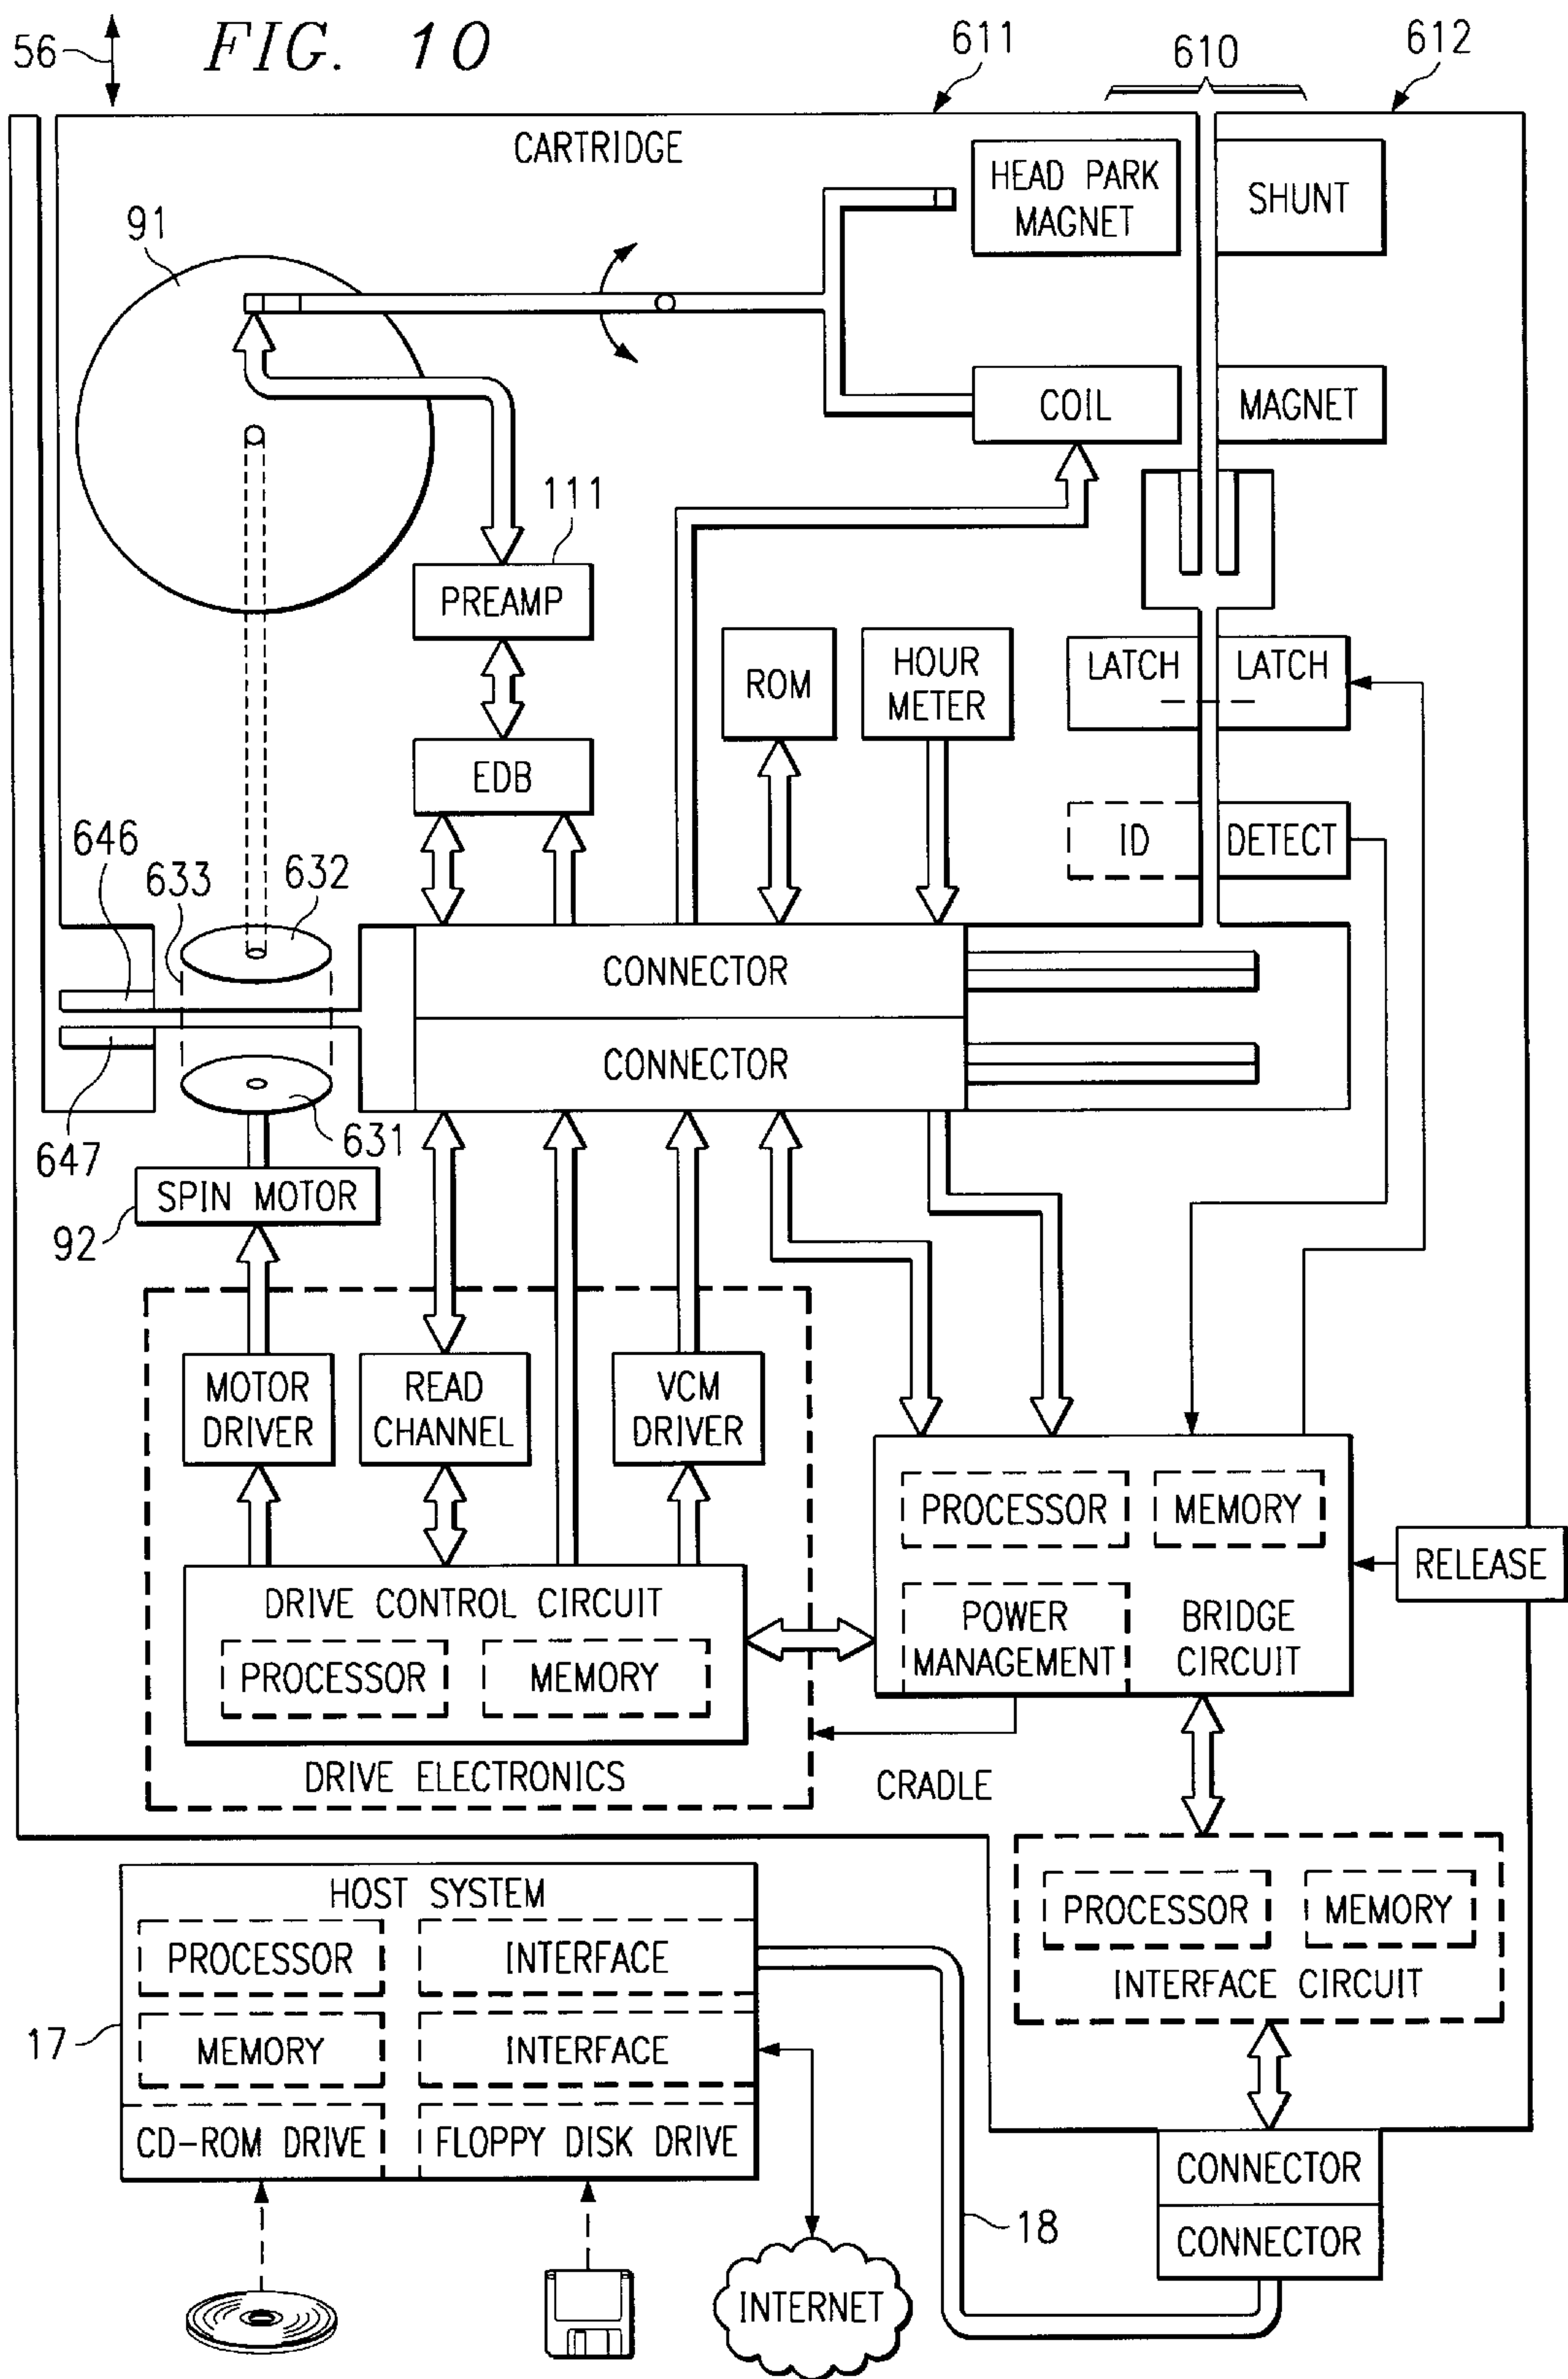 56
FIG. 10
611
610
612
CARTRIDGE
HEAD PARK
MAGNET
SHUNT
91
COIL
MAGNET
111
PREAMP
ROM
HOUR
METER
LATCH
LATCH
EDB
ID
DETECT
646
633
632
CONNECTOR
CONNECTOR
647
631
SPIN MOTOR
92
MOTOR
DRIVER
READ
CHANNEL
VCM
DRIVER
PROCESSOR
MEMORY
RELEASE
DRIVE CONTROL CIRCUIT
POWER
MANAGEMENT
BRIDGE
CIRCUIT
PROCESSOR
MEMORY
DRIVE ELECTRONICS
CRADLE
HOST SYSTEM
PROCESSOR
MEMORY
PROCESSOR
INTERFACE
INTERFACE CIRCUIT
17
MEMORY
INTERFACE
CD-ROM DRIVE
FLOPPY DISK DRIVE
CONNECTOR
18
CONNECTOR
INTERNET